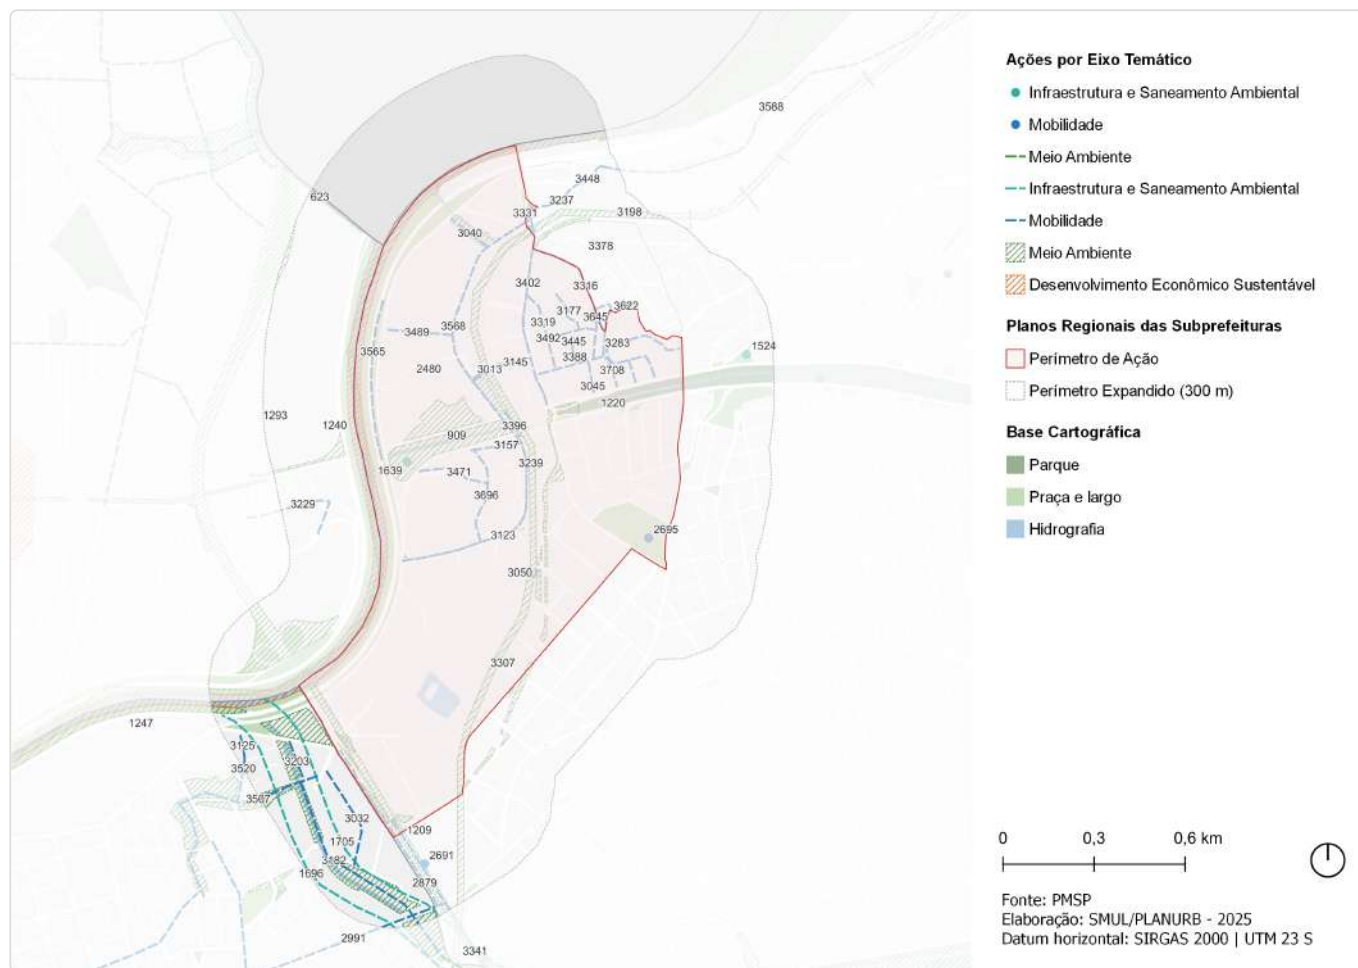 3588
3448
623
3237
3331
3198
3040
3378
3402
3316
3622
3177
3645
3319
3489
3568
3492
3445
3283
3565
3388
1524
3145
2480
3013
3708
3045
1220
1293
1240
3396
909
3157
3239
1639
3471
3696
3229
2695
3123
3050
3307
1247
3125
3203
3520
3567
3032
1209
1705
2691
3182
1696
2879
2991
3341
Ações por Eixo Temático
Infraestrutura e Saneamento Ambiental
Mobilidade
Meio Ambiente
Infraestrutura e Saneamento Ambiental
Mobilidade
Meio Ambiente
Desenvolvimento Econômico Sustentável
Planos Regionais das Subprefeituras
Perímetro de Ação
Perímetro Expandido (300 m)
Base Cartográfica
Parque
Praça e largo
Hidrografia
0 0,3 0,6 km
Fonte: PMSP
Elaboração: SMUL/PLANURB - 2025
Datum horizontal: SIRGAS 2000 | UTM 23 S